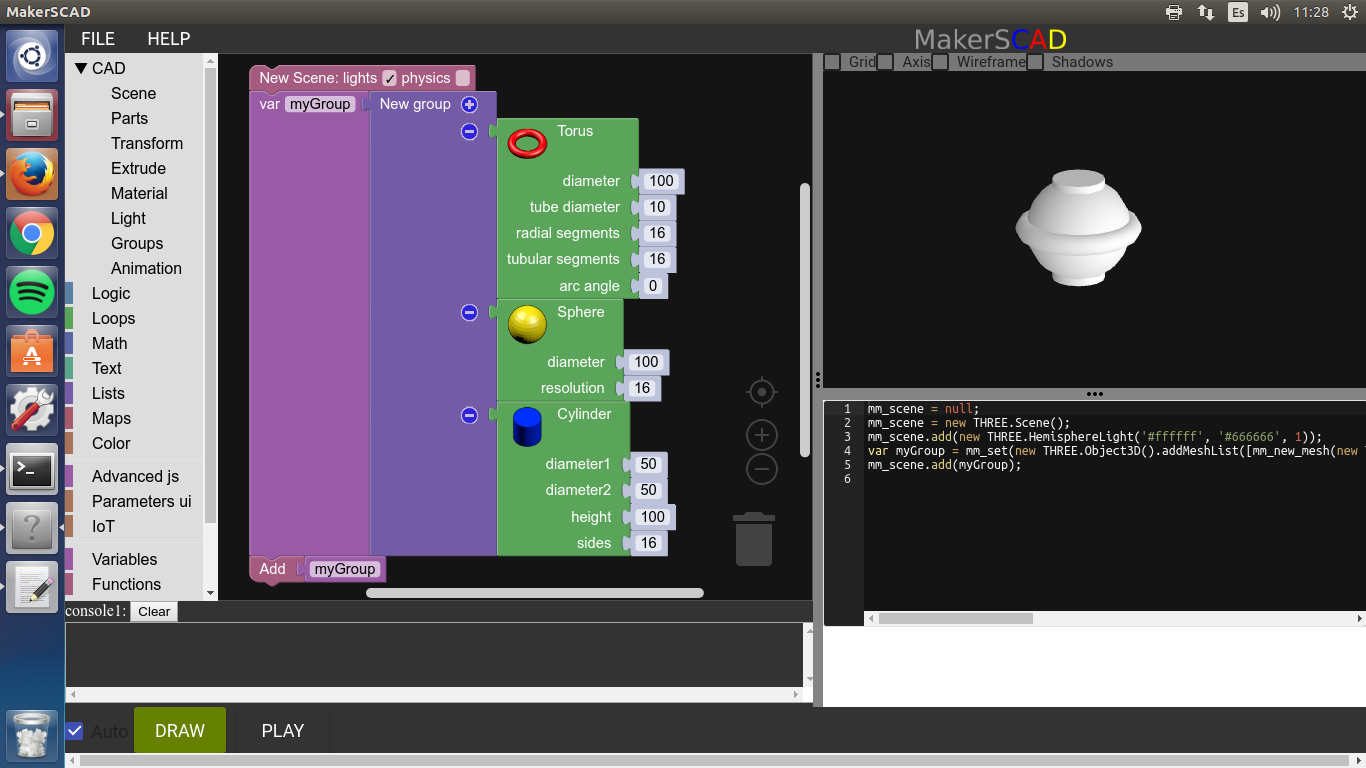 MakerSCAD
Es
11:28
FILE HELP
MakerSCAD
CAD
Scene
Parts
Transform
Extrude
Material
Light
Groups
Animation
Logic
Loops
Math
Text
Lists
Maps
Color
Advanced js
Parameters ui
IoT
Variables
Functions
New Scene: lights physics
var myGroup New group
Torus
diameter 100
tube diameter 10
radial segments 16
tubular segments 16
arc angle 0
Sphere
diameter 100
resolution 16
Cylinder
diameter1 50
diameter2 50
height 100
sides 16
Add myGroup
Grid Axis Wireframe Shadows
1 mm_scene = null;
2 mm_scene = new THREE.Scene();
3 mm_scene.add(new THREE.HemisphereLight('#ffffff', '#666666', 1));
4 var myGroup = mm_set(new THREE.Object3D().addMeshList([mm_new_mesh(new
5 mm_scene.add(myGroup);
6
console1: Clear
Auto DRAW PLAY